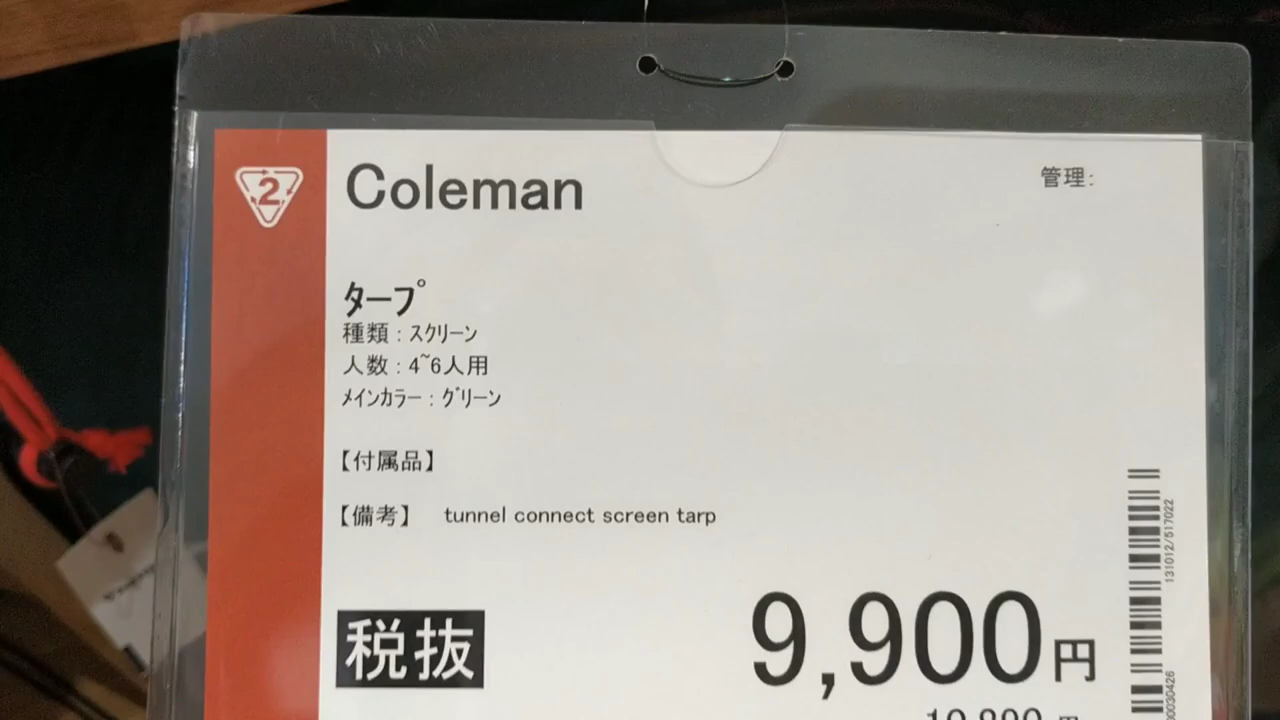 2
Coleman
管理:
タープ
種類：スクリーン
人数：4~6人用
メインカラー：グリーン
【付属品】
【備考】 tunnel connect screen tarp
131012/517022
税抜
9,900円